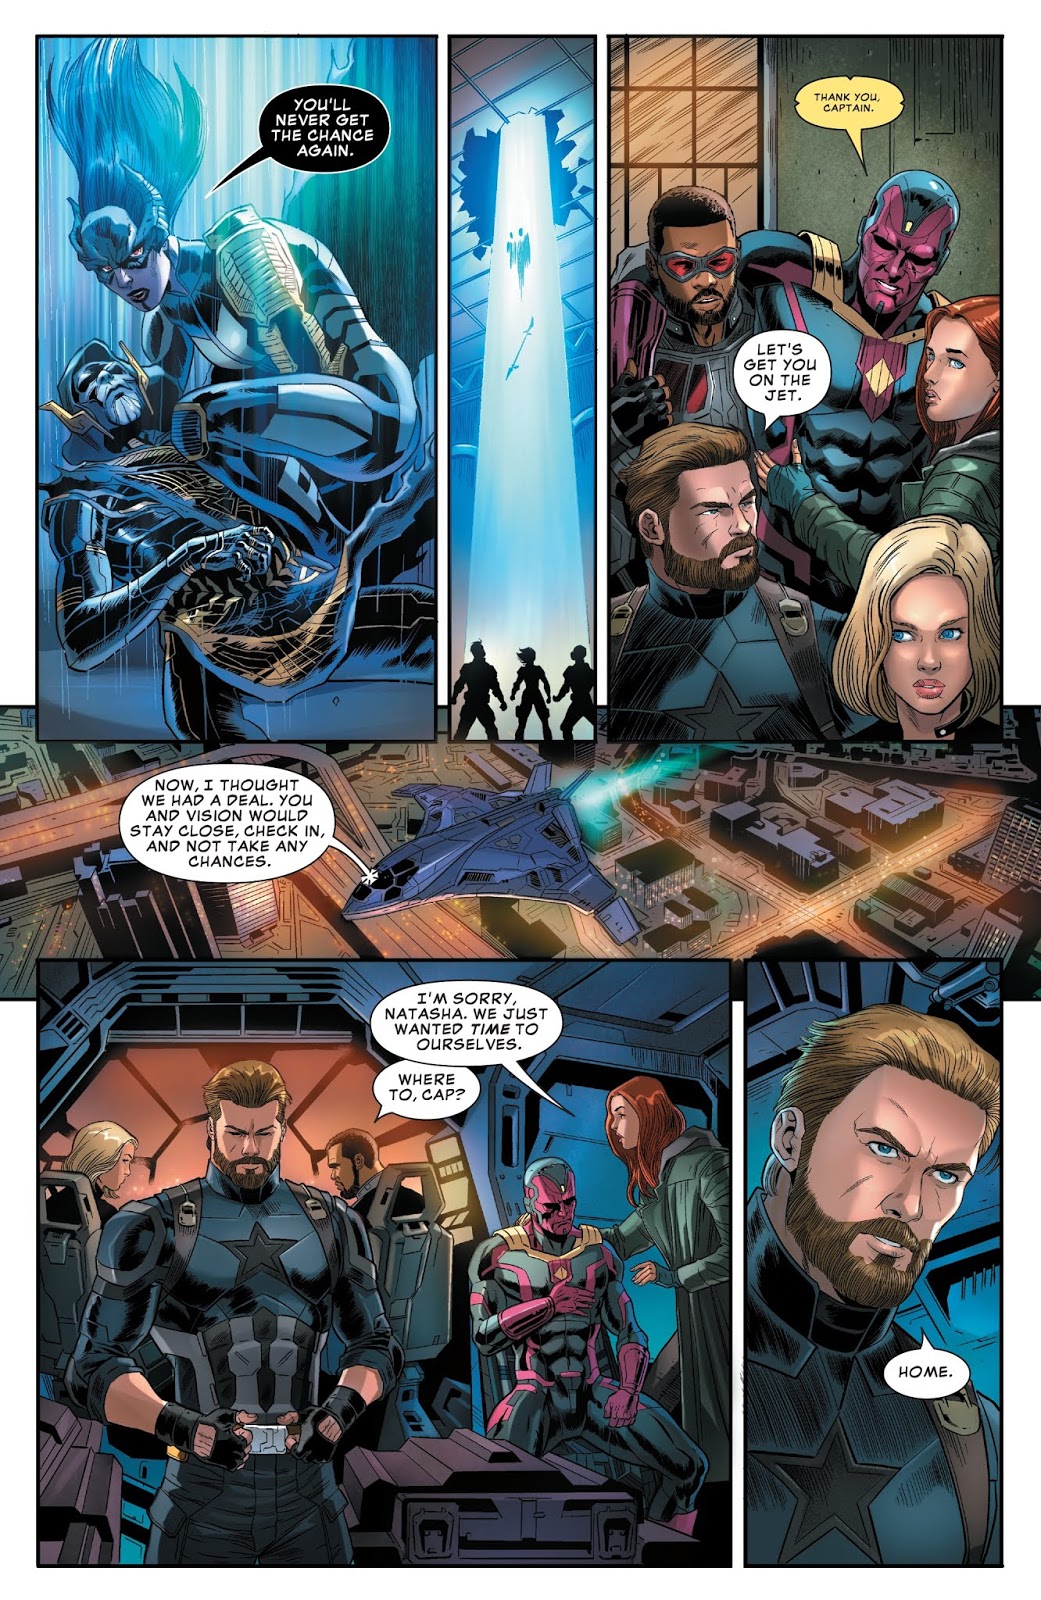 YOU'LL
NEVER GET
THE CHANCE
AGAIN.
THANK YOU,
CAPTAIN.
LET'S
GET YOU
ON THE
JET.
NOW, I THOUGHT
WE HAD A DEAL. YOU
AND VISION WOULD
STAY CLOSE, CHECK IN,
AND NOT TAKE ANY
CHANCES.
I'M SORRY,
NATASHA. WE JUST
WANTED TIME TO
OURSELVES.
WHERE
TO, CAP?
HOME.